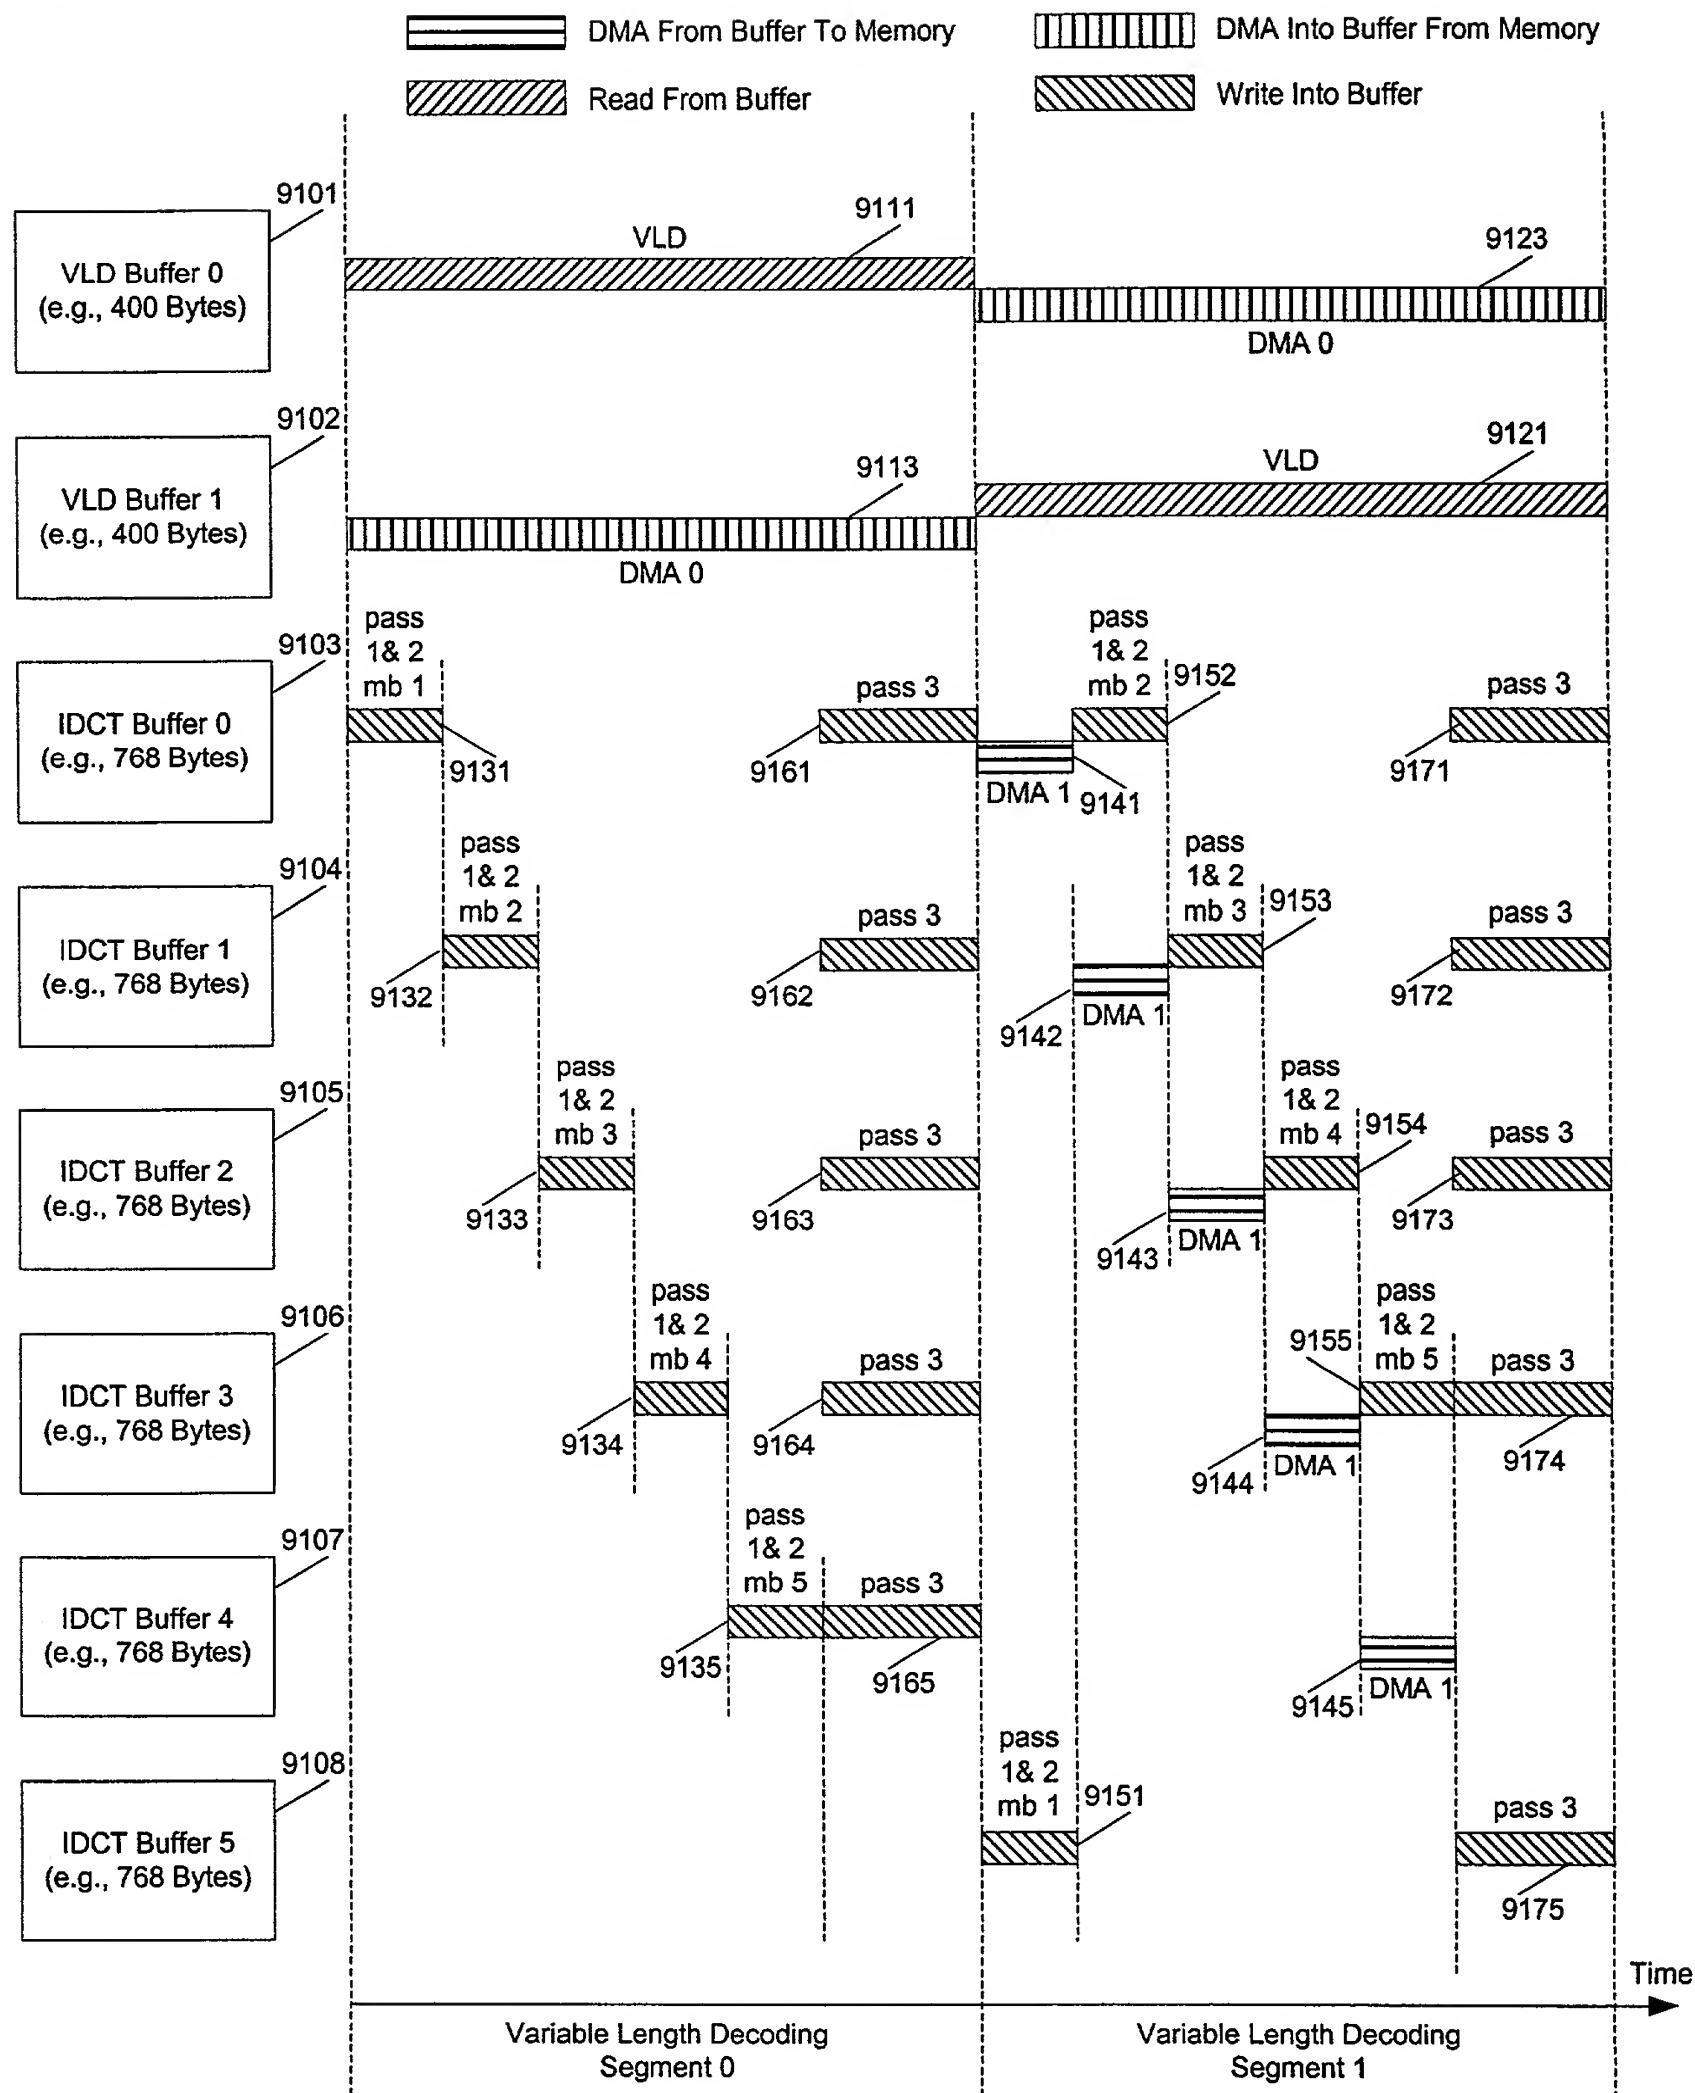 DMA From Buffer To Memory
DMA Into Buffer From Memory
Read From Buffer
Write Into Buffer
9101
VLD Buffer 0
(e.g., 400 Bytes)
VLD
9111
9123
DMA 0
9102
VLD Buffer 1
(e.g., 400 Bytes)
9113
DMA 0
VLD
9121
9103
IDCT Buffer 0
(e.g., 768 Bytes)
pass
1& 2
mb 1
9131
pass 3
9161
DMA 1
9141
pass
1& 2
mb 2
9152
pass 3
9171
9104
IDCT Buffer 1
(e.g., 768 Bytes)
pass
1& 2
mb 2
9132
pass 3
9162
9142
DMA 1
pass
1& 2
mb 3
9153
pass 3
9172
9105
IDCT Buffer 2
(e.g., 768 Bytes)
pass
1& 2
mb 3
9133
pass 3
9163
9143
DMA 1
pass
1& 2
mb 4
9154
pass 3
9173
9106
IDCT Buffer 3
(e.g., 768 Bytes)
pass
1& 2
mb 4
9134
pass 3
9164
9144
DMA 1
9155
pass
1& 2
mb 5
pass 3
9174
9107
IDCT Buffer 4
(e.g., 768 Bytes)
pass
1& 2
mb 5
9135
pass 3
9165
9145
DMA 1
9108
IDCT Buffer 5
(e.g., 768 Bytes)
pass
1& 2
mb 1
9151
pass 3
9175
Time
Variable Length Decoding
Segment 0
Variable Length Decoding
Segment 1